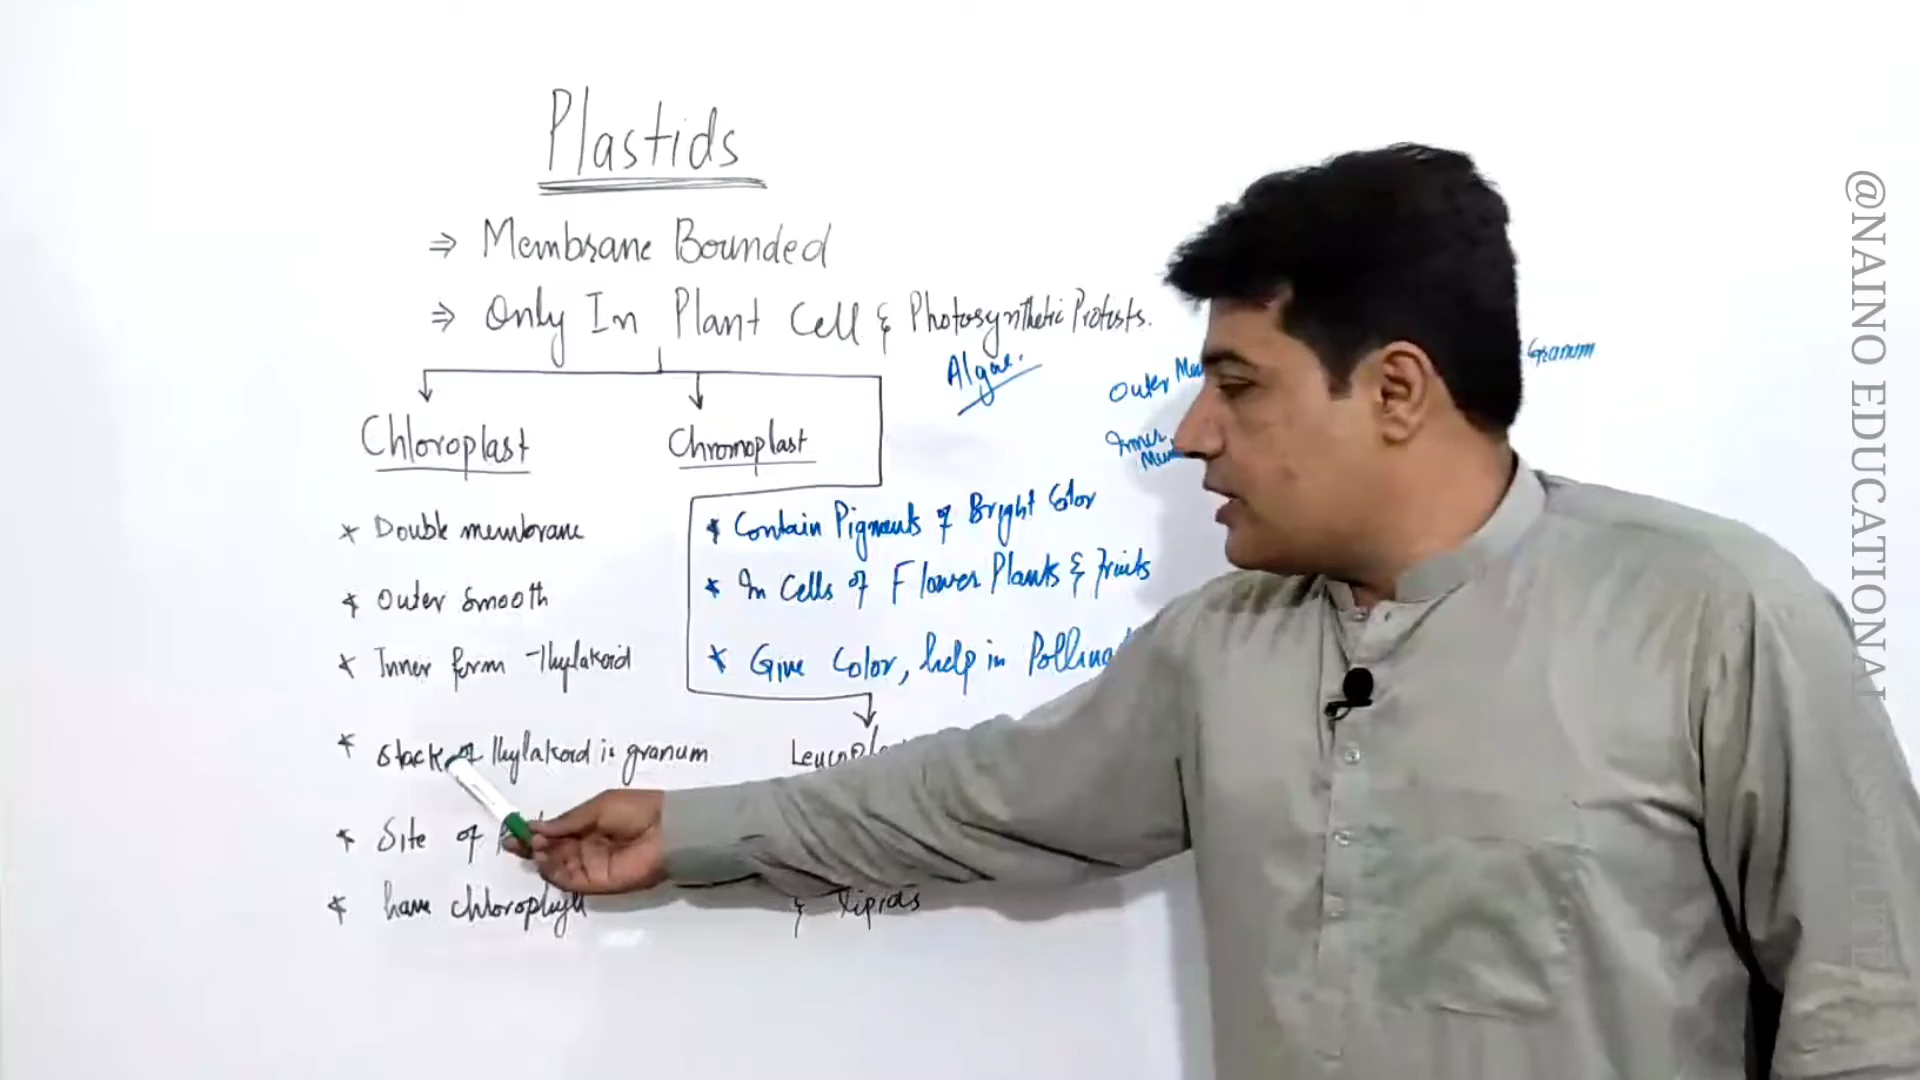 Plastids
⇒ Membrane Bounded
⇒ Only In Plant Cell & Photosynthetic Protists.
Algae.
Chloroplast
* Double membrane
* Outer Smooth
* Inner form Thylakoid
* Stack of Thylakoid is granum
* Site of
* have chlorophyll
Chromoplast
* Contain Pigments of Bright Color
* In Cells of Flower Plants & Fruits
* Give Color, help in
& Lipids
Outer
Inner
Granum
@NAINO EDUCATIONAL